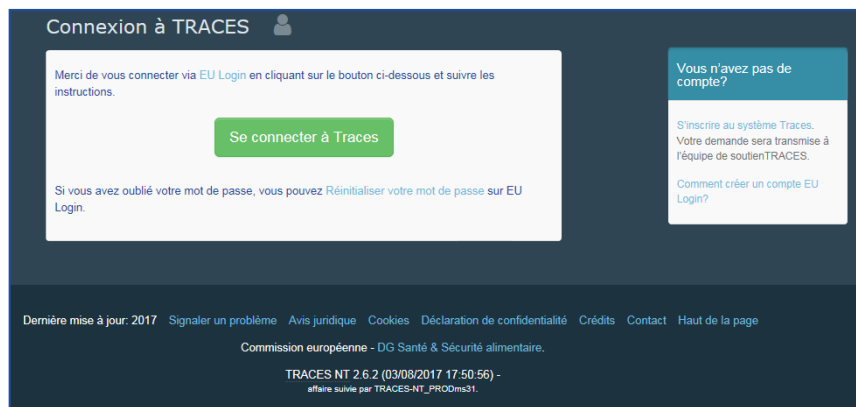 Connexion à TRACES
Merci de vous connecter via EU Login en cliquant sur le bouton ci-dessous et suivre les
instructions.
Se connecter à Traces
Si vous avez oublié votre mot de passe, vous pouvez Réinitialiser votre mot de passe sur EU
Login.
Vous n'avez pas de
compte?
S'inscrire au système Traces.
Votre demande sera transmise à
l'équipe de soutienTRACES.
Comment créer un compte EU
Login?
Dernière mise à jour: 2017 Signaler un problème Avis juridique Cookies Déclaration de confidentialité Crédits Contact Haut de la page
Commission européenne - DG Santé & Sécurité alimentaire.
TRACES NT 2.6.2 (03/08/2017 17:50:56) -
affaire suivie par TRACES-NT_PRODms31.